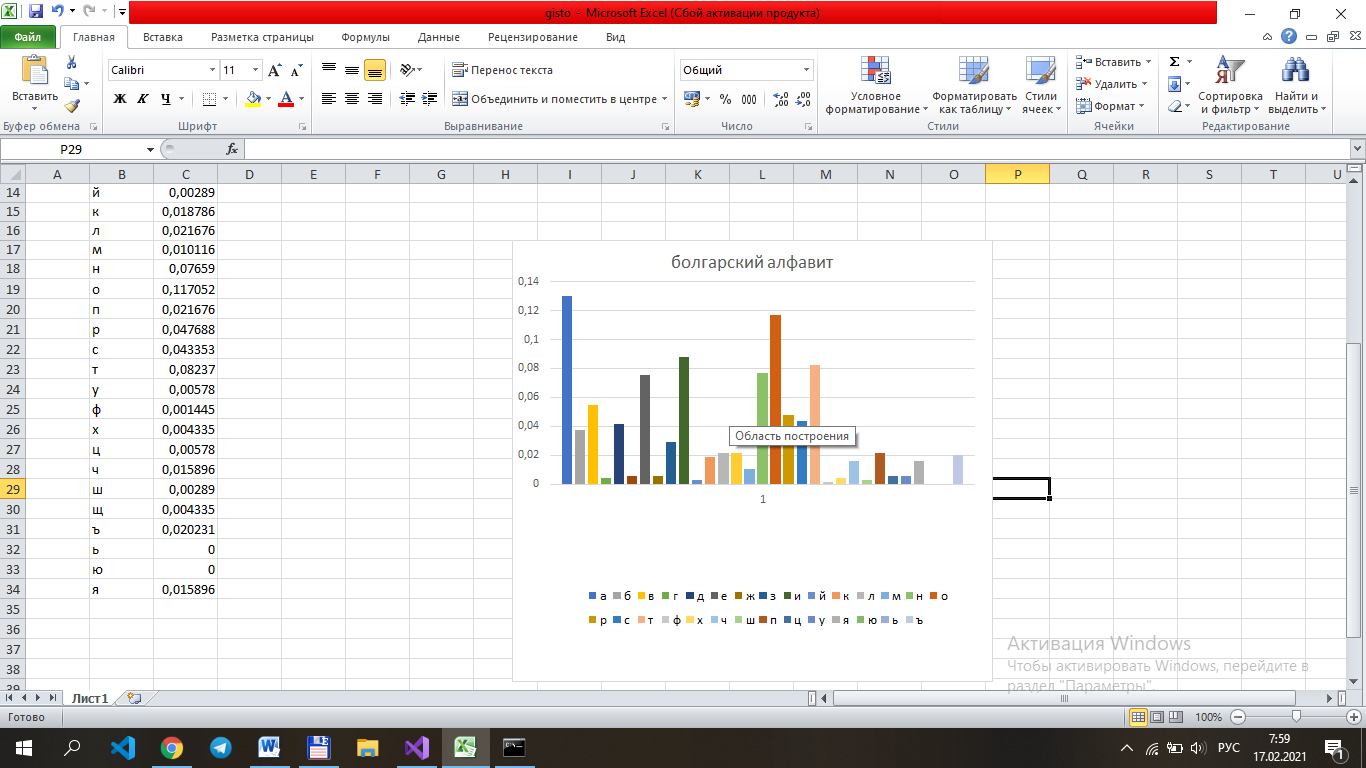 gisto - Microsoft Excel (Сбой активации продукта)
Файл Главная Вставка Разметка страницы Формулы Данные Рецензирование Вид
Вставить
Буфер обмена
Calibri 11
Ж К Ч
Шрифт
Перенос текста
Объединить и поместить в центре
Выравнивание
Общий
% 000
Число
Условное форматирование
Форматировать как таблицу
Стили ячеек
Стили
Вставить
Удалить
Формат
Ячейки
Сортировка и фильтр
Найти и выделить
Редактирование
P29 fx
A B C D E F G H I J K L M N O P Q R S T U
14 й 0,00289
15 к 0,018786
16 л 0,021676
17 м 0,010116
18 н 0,07659
19 о 0,117052
20 п 0,021676
21 р 0,047688
22 с 0,043353
23 т 0,08237
24 у 0,00578
25 ф 0,001445
26 х 0,004335
27 ц 0,00578
28 ч 0,015896
29 ш 0,00289
30 щ 0,004335
31 ъ 0,020231
32 ь 0
33 ю 0
34 я 0,015896
35
36
37
38
39
болгарский алфавит
0,14
0,12
0,1
0,08
0,06
0,04
0,02
0
1
Область построения
а б в г д е ж з и й к л м н о
р с т ф х ч ш п ц у я ю ь ъ
Активация Windows
Чтобы активировать Windows, перейдите в
раздел "Параметры".
Лист1
Готово 100%
РУС
7:59
17.02.2021
1